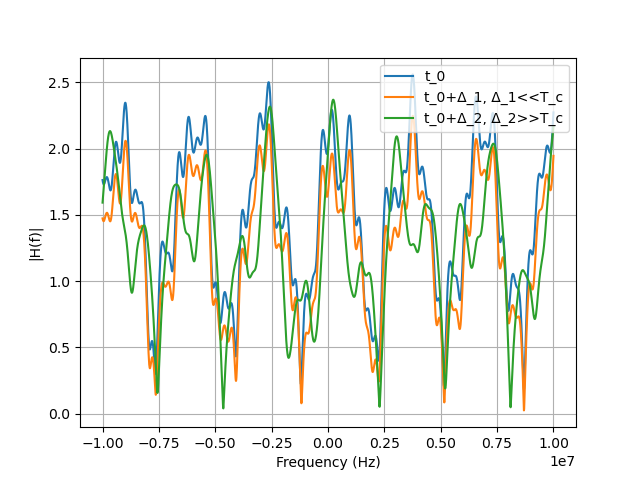 t_0
t_0+Δ_1, Δ_1<<T_c
t_0+Δ_2, Δ_2>>T_c
2.5
2.0
1.5
1.0
0.5
0.0
|H(f)|
−1.00 −0.75 −0.50 −0.25 0.00 0.25 0.50 0.75 1.00
Frequency (Hz)
1e7